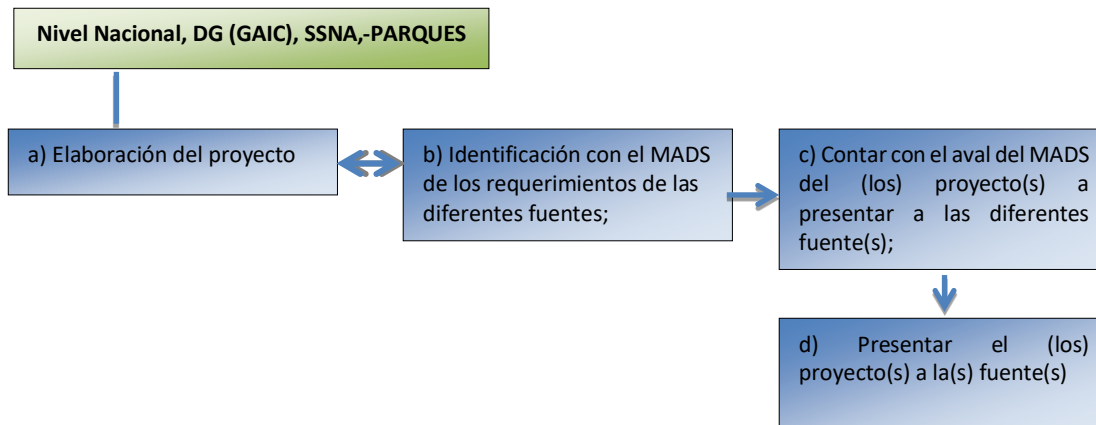 Nivel Nacional, DG (GAIC), SSNA,-PARQUES
a) Elaboración del proyecto
b) Identificación con el MADS
de los requerimientos de las
diferentes fuentes;
c) Contar con el aval del MADS
del (los) proyecto(s) a
presentar a las diferentes
fuente(s);
d) Presentar el (los)
proyecto(s) a la(s) fuente(s)